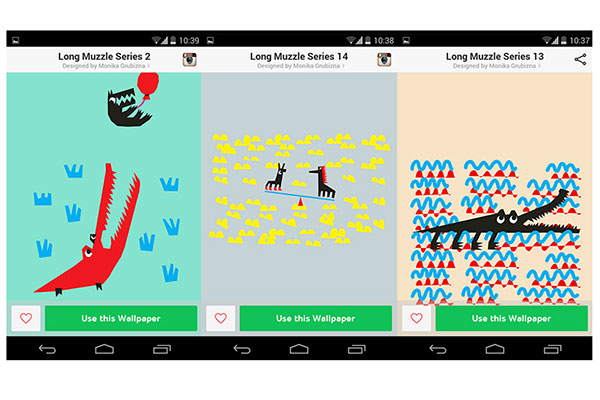 10:39
Long Muzzle Series 2
Designed by Monika Grubizna
Use this Wallpaper
10:38
Long Muzzle Series 14
Designed by Monika Grubizna
Use this Wallpaper
10:37
Long Muzzle Series 13
Designed by Monika Grubizna
Use this Wallpaper